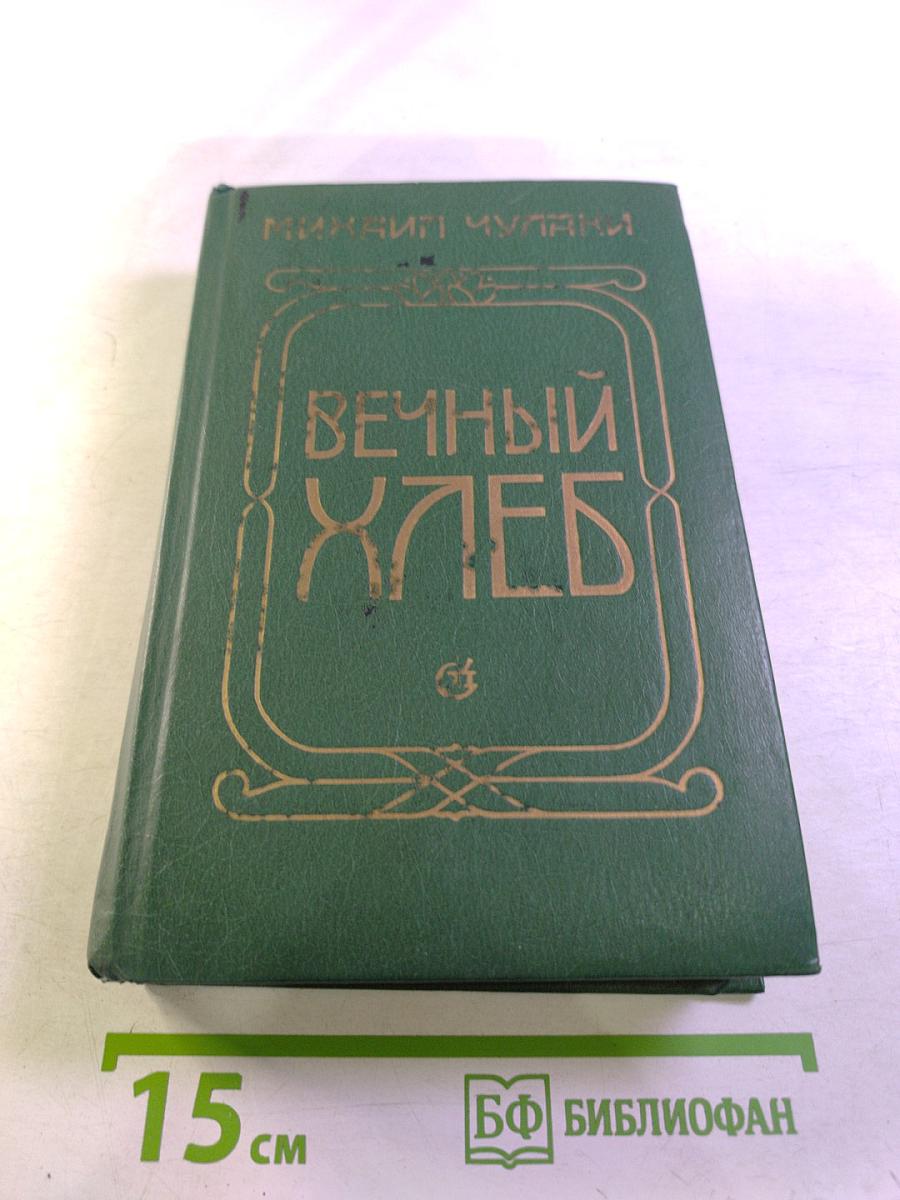 МИХАИЛ ЧУЛАКИ
ВЕЧНЫЙ
ХЛЕБ
15 см
БФ БИБЛИОФАН